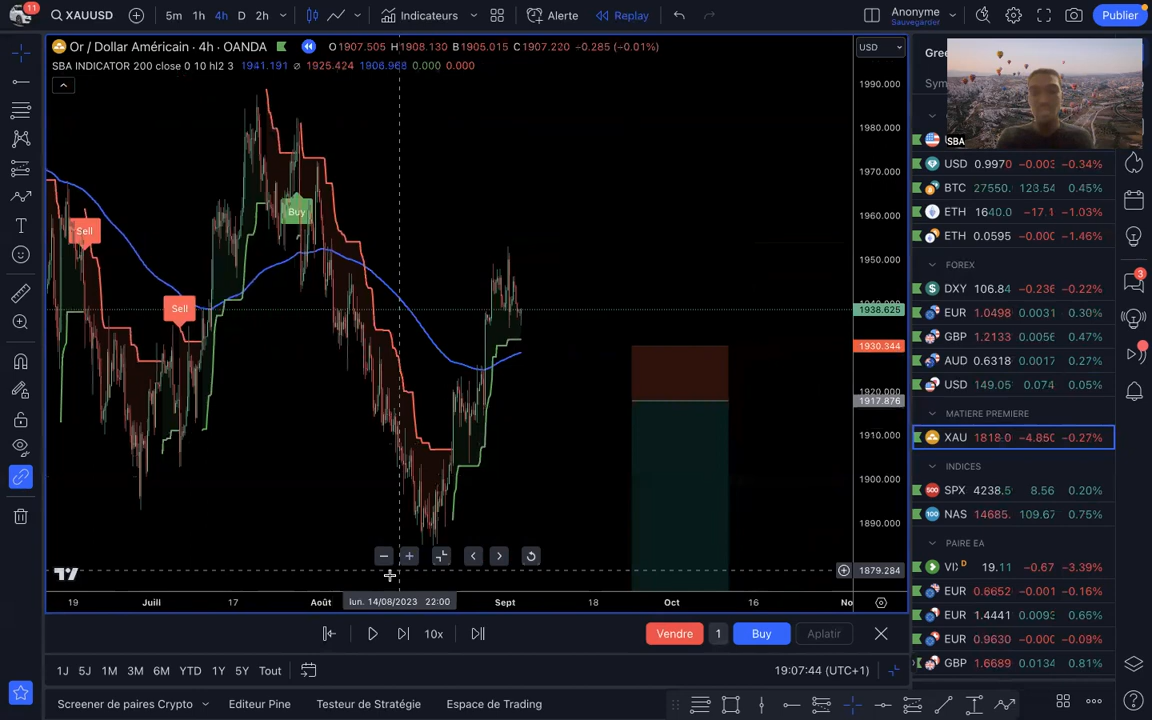 11
XAUUSD
5m 1h 4h D 2h
Indicateurs
Alerte
Replay
Anonyme
Sauvegarder
Publier
Or / Dollar Américain · 4h · OANDA O1907.505 H1908.130 B1905.015 C1907.220 −0.285 (−0.01%)
SBA INDICATOR 200 close 0 10 hl2 3 1941.191 ⌀ 1925.424 1906.968 0.000 0.000
USD
1990.000
1980.000
1970.000
1960.000
1950.000
1938.625
1930.344
1920.000
1917.876
1910.000
1900.000
1890.000
1879.284
Sell
Sell
Buy
19 Juill 17 Août lun. 14/08/2023 22:00 Sept 18 Oct 16 No
10x
Vendre 1 Buy Aplatir
1J 5J 1M 3M 6M YTD 1Y 5Y Tout
19:07:44 (UTC+1)
Screener de paires Crypto Editeur Pine Testeur de Stratégie Espace de Trading
Gree
Sym
SBA
USD 0.9970 −0.003 −0.34%
BTC 27550. 123.54 0.45%
ETH 1640.0 −17.1 −1.03%
ETH 0.0595 −0.000 −1.46%
FOREX
DXY 106.84 −0.236 −0.22%
EUR 1.0498 0.0031 0.30%
GBP 1.2133 0.0056 0.47%
AUD 0.6318 0.0017 0.27%
USD 149.05 0.074 0.05%
MATIERE PREMIERE
XAU 1818.0 −4.850 −0.27%
INDICES
SPX 4238.5 8.56 0.20%
NAS 14685. 109.67 0.75%
PAIRE EA
VIX D 19.11 −0.67 −3.39%
EUR 0.6652 −0.001 −0.16%
EUR 1.4441 0.0093 0.65%
EUR 0.9630 −0.000 −0.09%
GBP 1.6689 0.0134 0.81%
3